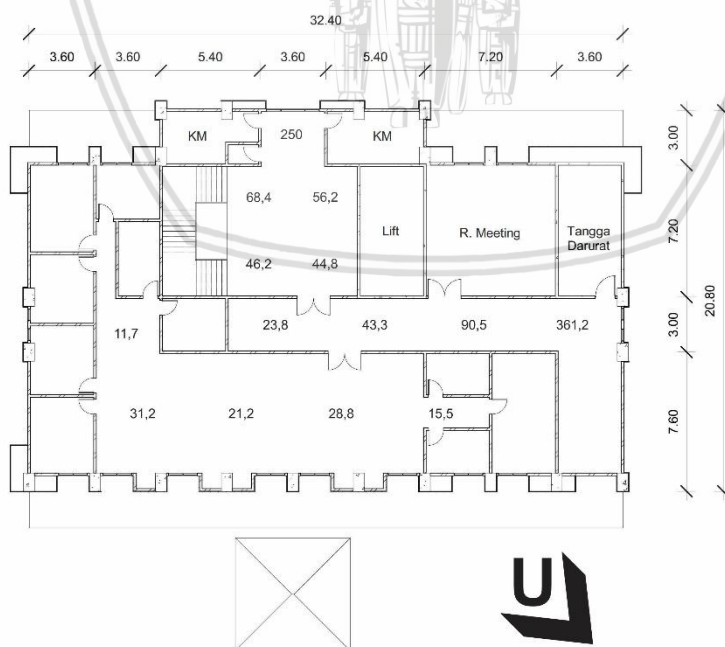 32.40
3.60 3.60 5.40 3.60 5.40 7.20 3.60
KM 250 KM
3.00
68,4 56,2
7.20
Lift R. Meeting Tangga
Darurat
46,2 44,8
20.80
11,7 23,8 43,3 90,5 361,2
3.00
31,2 21,2 28,8 15,5
7.60
U